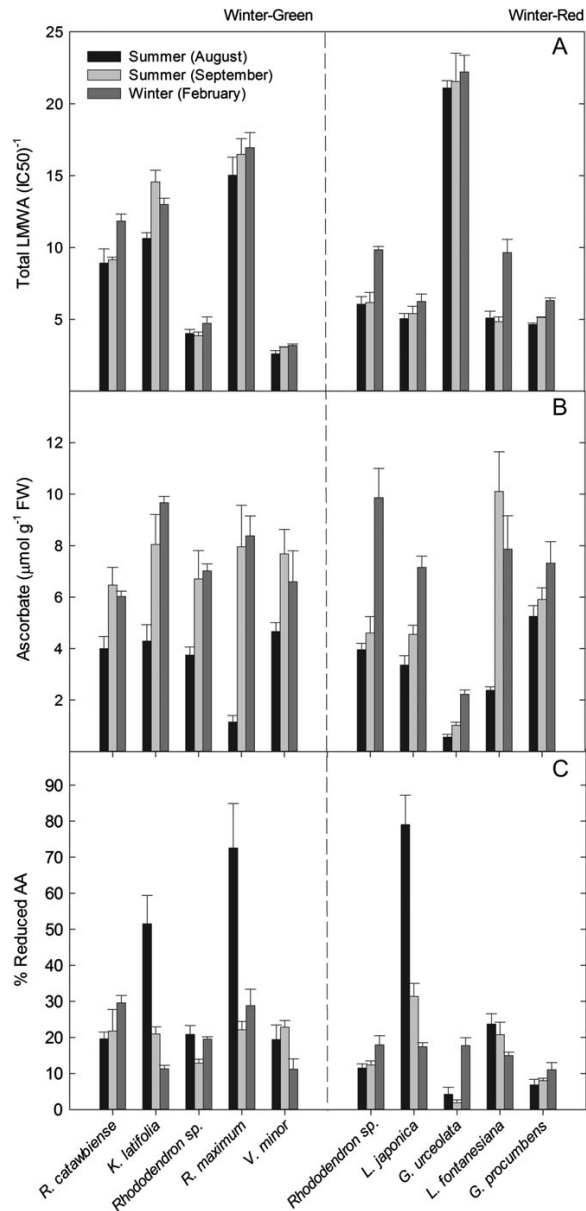 Winter-Green Winter-Red
A
Summer (August)
Summer (September)
Winter (February)
Total LMWA (IC50)⁻¹
25
20
15
10
5
B
Ascorbate (µmol g⁻¹ FW)
12
10
8
6
4
2
C
% Reduced AA
90
80
70
60
50
40
30
20
10
0
R. catawbiense
K. latifolia
Rhododendron sp.
R. maximum
V. minor
Rhododendron sp.
L. japonica
G. urceolata
L. fontanesiana
G. procumbens